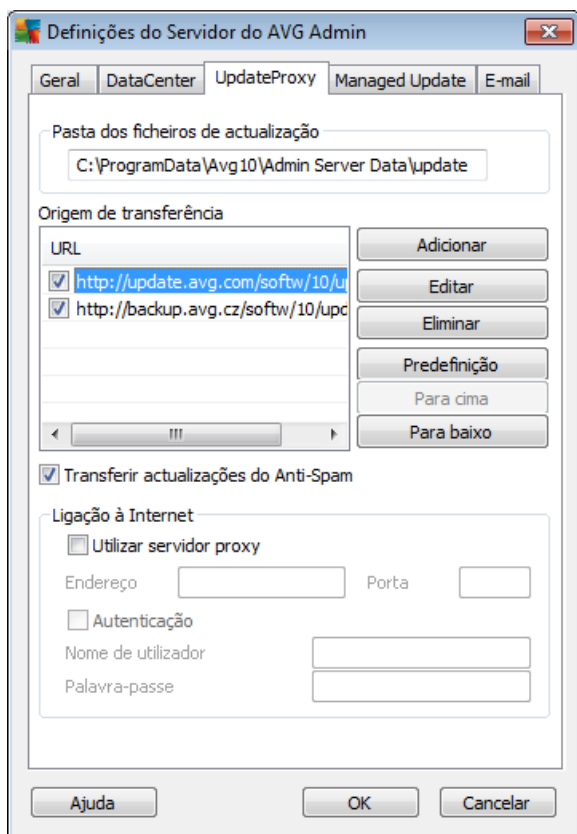 Definições do Servidor do AVG Admin
Geral DataCenter UpdateProxy Managed Update E-mail
Pasta dos ficheiros de actualização
C:\ProgramData\Avg10\Admin Server Data\update
Origem de transferência
URL
Adicionar
http://update.avg.com/softw/10/up
Editar
http://backup.avg.cz/softw/10/upd
Eliminar
Predefinição
Para cima
Para baixo
Transferir actualizações do Anti-Spam
Ligação à Internet
Utilizar servidor proxy
Endereço Porta
Autenticação
Nome de utilizador
Palavra-passe
Ajuda OK Cancelar